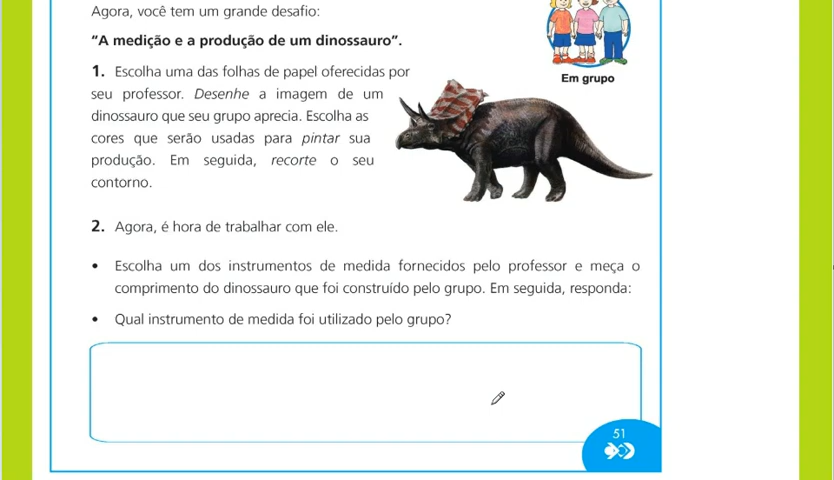 Agora, você tem um grande desafio:
“A medição e a produção de um dinossauro”.
1. Escolha uma das folhas de papel oferecidas por
seu professor. Desenhe a imagem de um
dinossauro que seu grupo aprecia. Escolha as
cores que serão usadas para pintar sua
produção. Em seguida, recorte o seu
contorno.
Em grupo
2. Agora, é hora de trabalhar com ele.
• Escolha um dos instrumentos de medida fornecidos pelo professor e meça o
comprimento do dinossauro que foi construído pelo grupo. Em seguida, responda:
• Qual instrumento de medida foi utilizado pelo grupo?
51